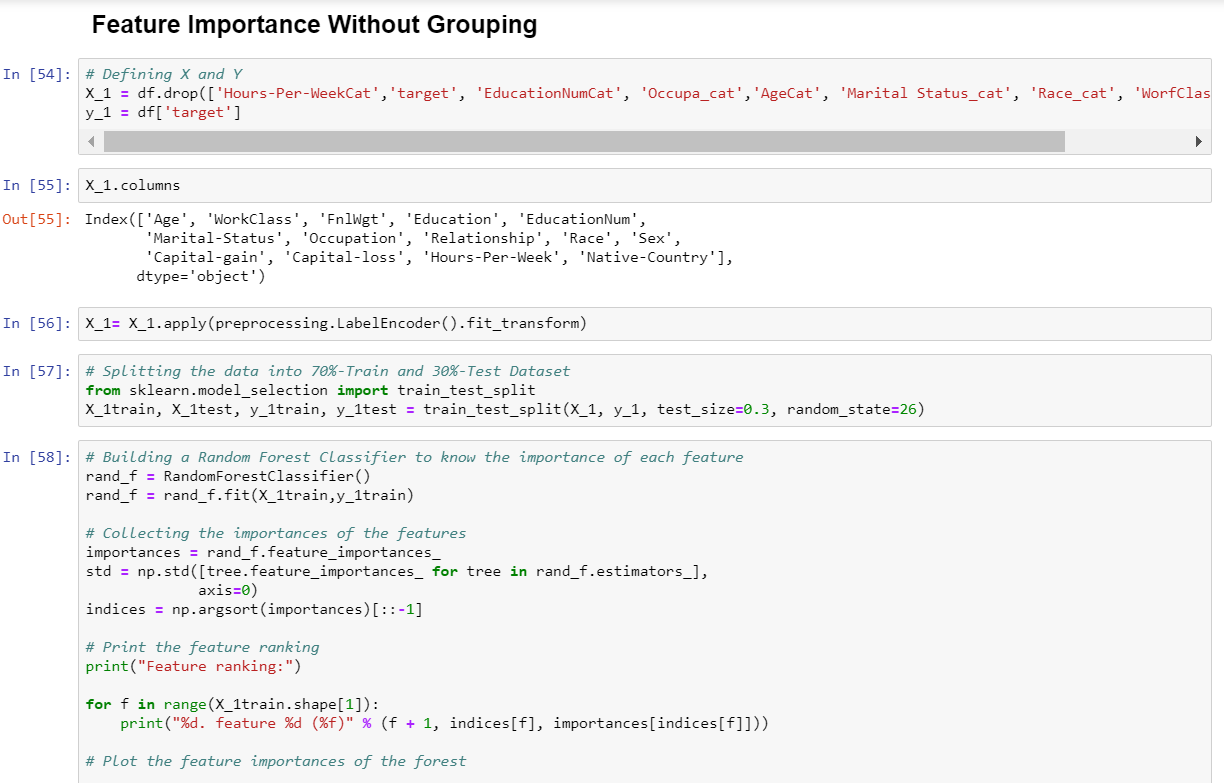 Feature Importance Without Grouping
In [54]:
# Defining X and Y
X_1 = df.drop(['Hours-Per-WeekCat','target', 'EducationNumCat', 'Occupa_cat','AgeCat', 'Marital Status_cat', 'Race_cat', 'WorfClas
y_1 = df['target']
In [55]:
X_1.columns
Out[55]:
Index(['Age', 'WorkClass', 'FnlWgt', 'Education', 'EducationNum',
'Marital-Status', 'Occupation', 'Relationship', 'Race', 'Sex',
'Capital-gain', 'Capital-loss', 'Hours-Per-Week', 'Native-Country'],
dtype='object')
In [56]:
X_1= X_1.apply(preprocessing.LabelEncoder().fit_transform)
In [57]:
# Splitting the data into 70%-Train and 30%-Test Dataset
from sklearn.model_selection import train_test_split
X_1train, X_1test, y_1train, y_1test = train_test_split(X_1, y_1, test_size=0.3, random_state=26)
In [58]:
# Building a Random Forest Classifier to know the importance of each feature
rand_f = RandomForestClassifier()
rand_f = rand_f.fit(X_1train,y_1train)
# Collecting the importances of the features
importances = rand_f.feature_importances_
std = np.std([tree.feature_importances_ for tree in rand_f.estimators_],
axis=0)
indices = np.argsort(importances)[::-1]
# Print the feature ranking
print("Feature ranking:")
for f in range(X_1train.shape[1]):
print("%d. feature %d (%f)" % (f + 1, indices[f], importances[indices[f]]))
# Plot the feature importances of the forest